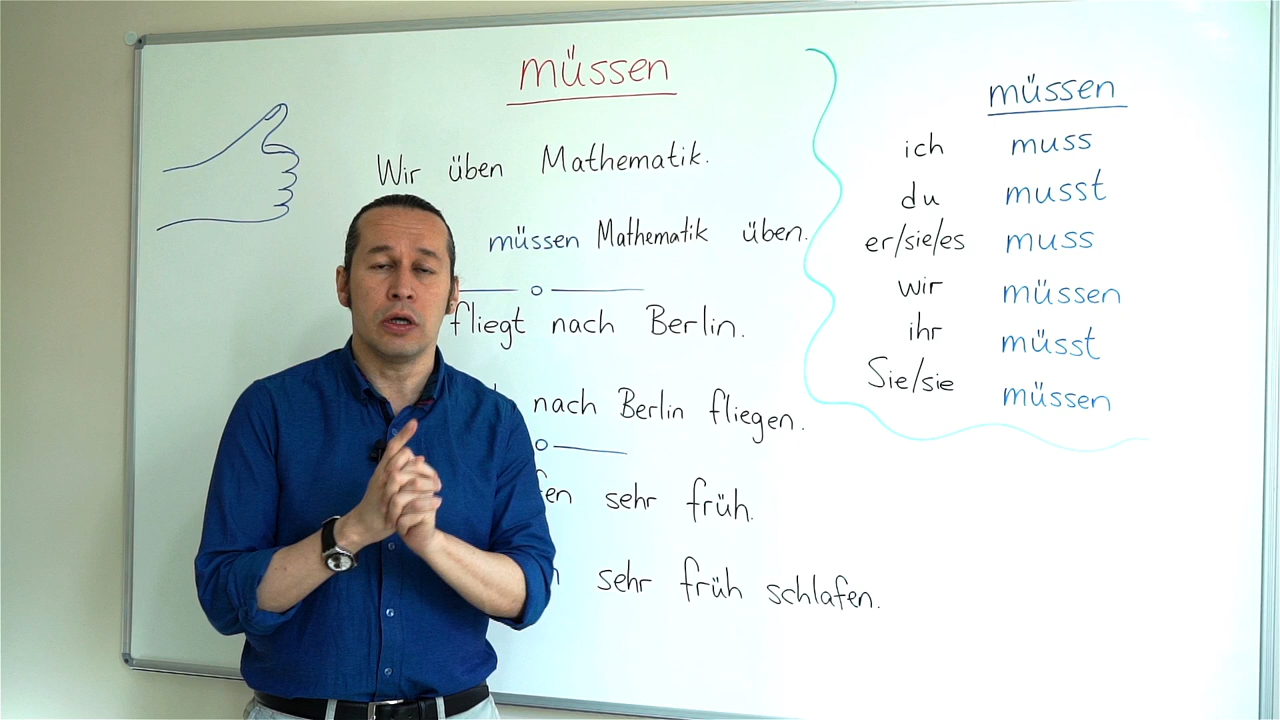 müssen
Wir üben Mathematik.
müssen Mathematik üben.
fliegt nach Berlin.
nach Berlin fliegen.
sehr früh.
sehr früh schlafen.
müssen
ich muss
du musst
er/sie/es muss
wir müssen
ihr müsst
Sie/sie müssen